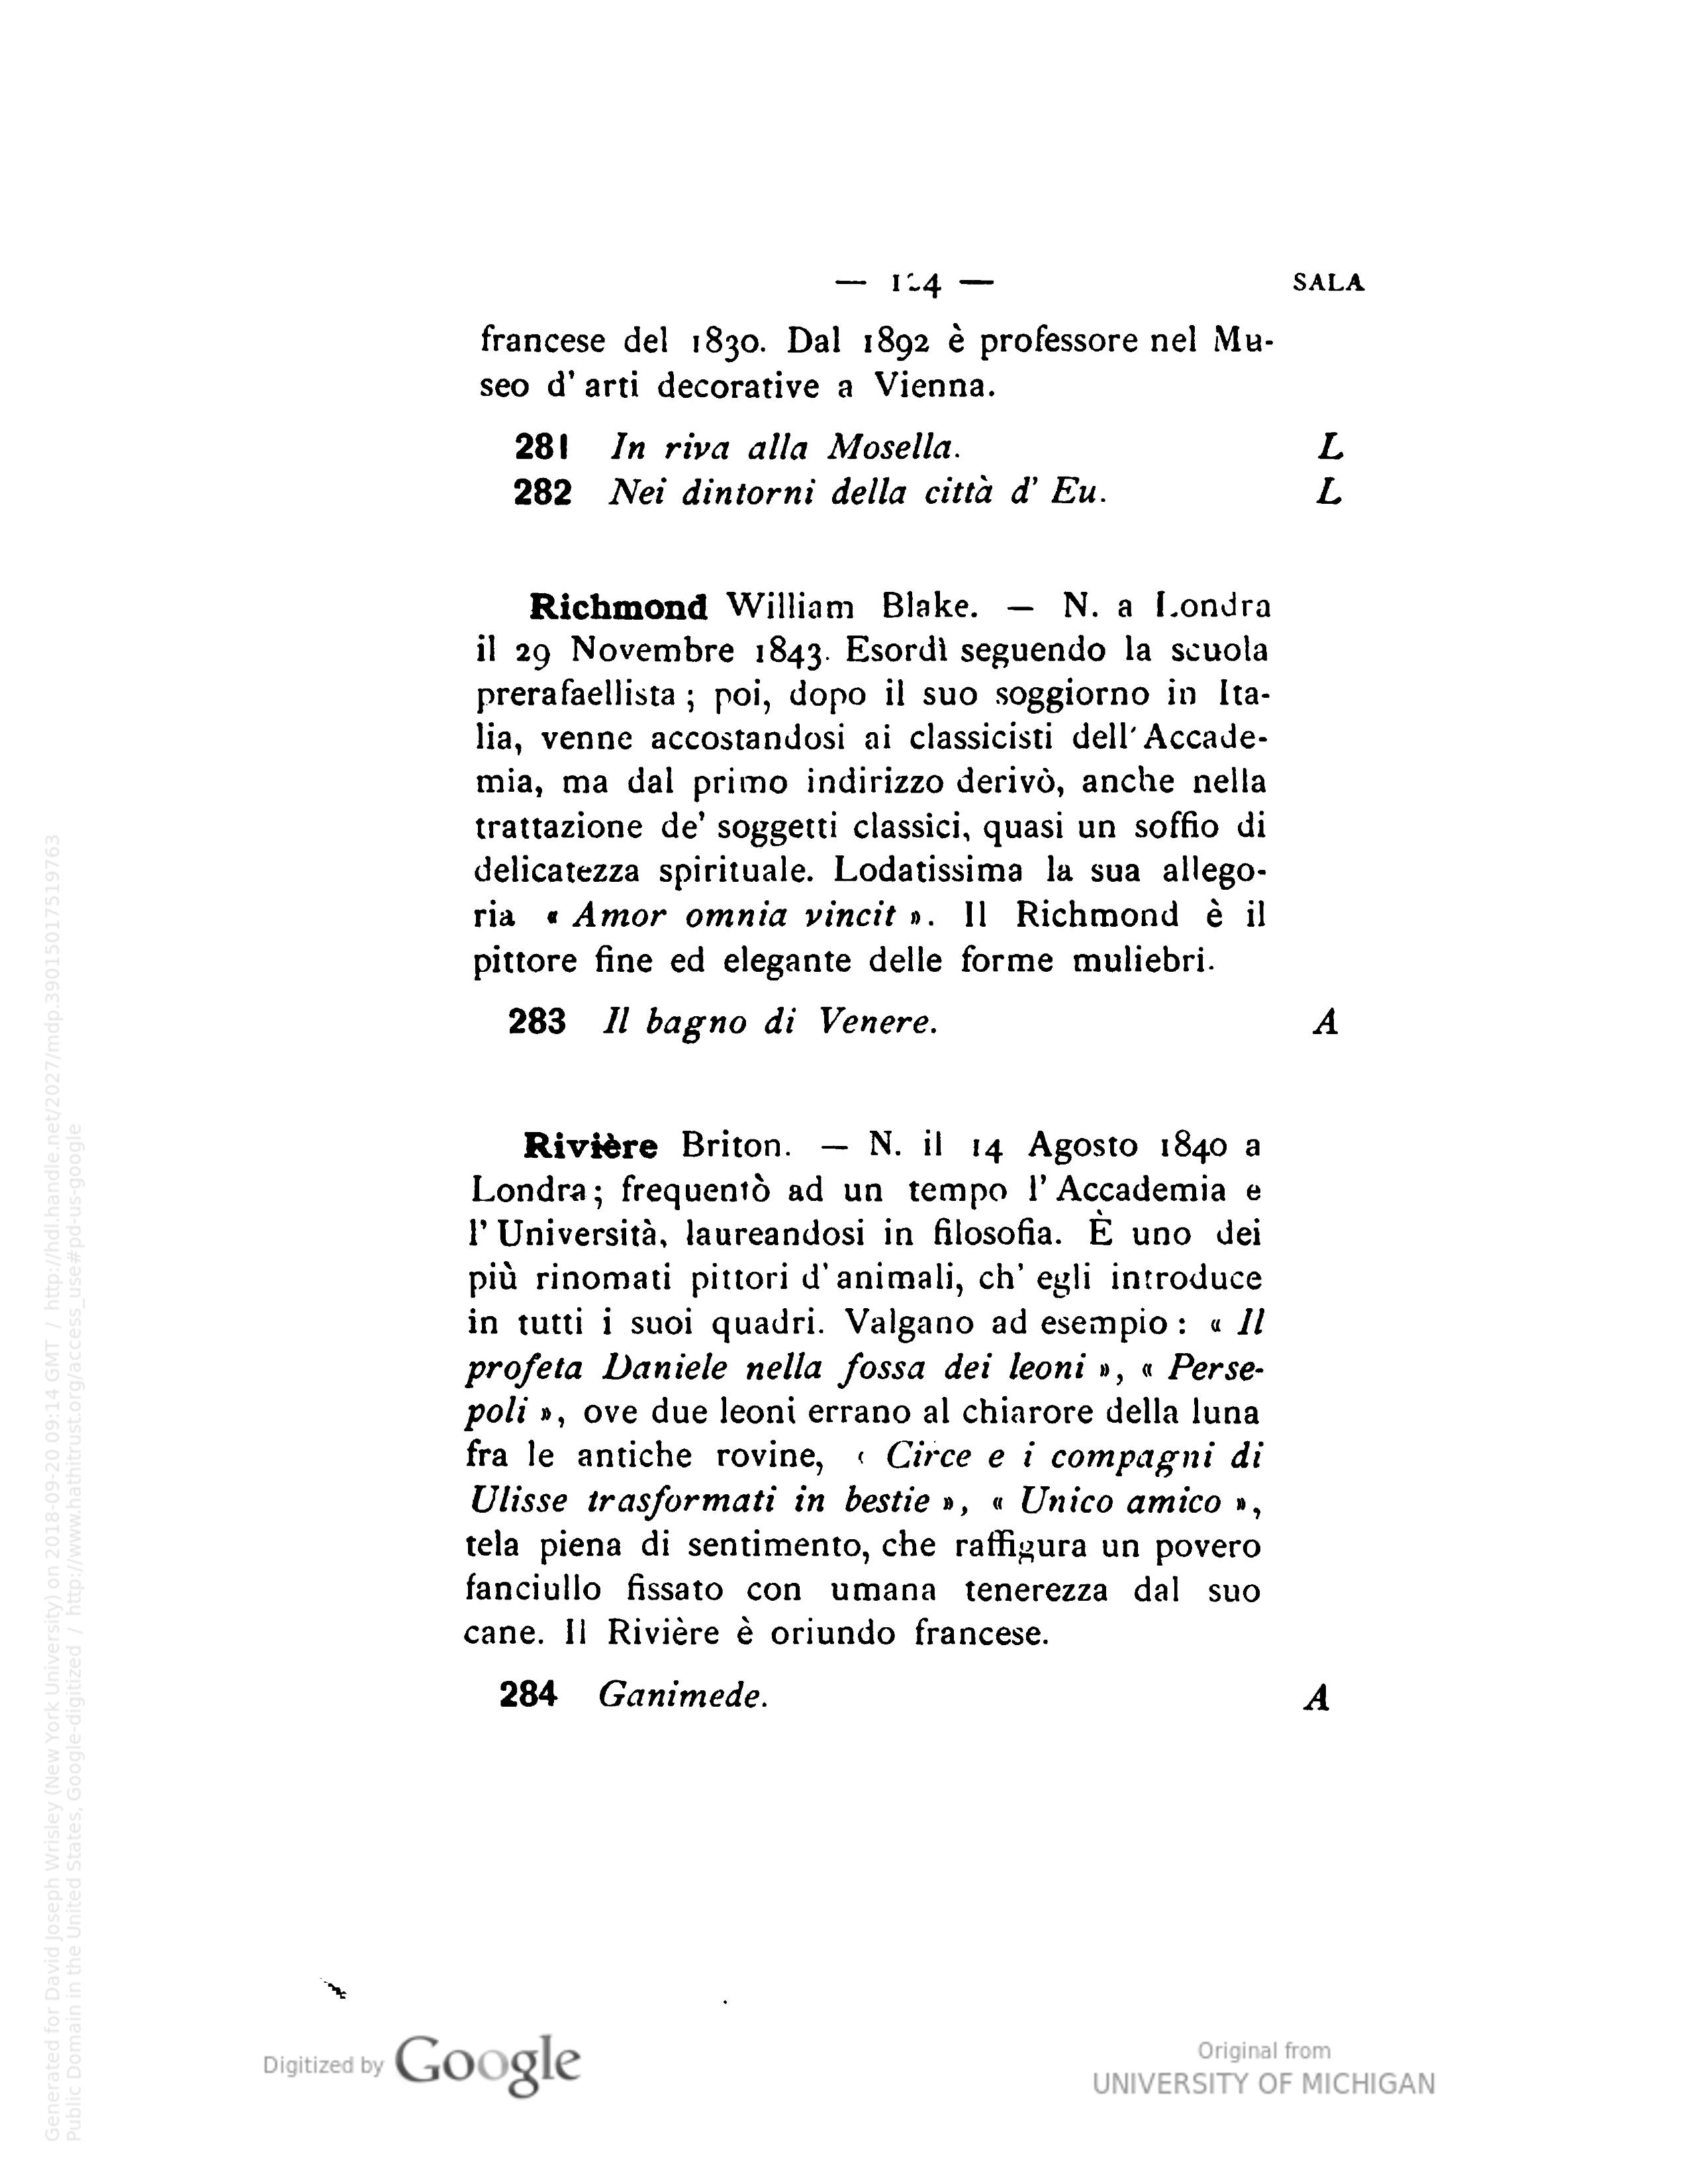 — 124 — SALA
francese del 1830. Dal 1892 è professore nel Mu-
seo d' arti decorative a Vienna.
281 In riva alla Mosella. L
282 Nei dintorni della città d' Eu. L
Richmond William Blake. — N. a Londra
il 29 Novembre 1843. Esordì seguendo la scuola
prerafaellista ; poi, dopo il suo soggiorno in Ita-
lia, venne accostandosi ai classicisti dell' Accade-
mia, ma dal primo indirizzo derivò, anche nella
trattazione de' soggetti classici, quasi un soffio di
delicatezza spirituale. Lodatissima la sua allego-
ria « Amor omnia vincit ». Il Richmond è il
pittore fine ed elegante delle forme muliebri.
283 Il bagno di Venere. A
Rivière Briton. — N. il 14 Agosto 1840 a
Londra ; frequentò ad un tempo l' Accademia e
l' Università, laureandosi in filosofia. È uno dei
più rinomati pittori d' animali, ch' egli introduce
in tutti i suoi quadri. Valgano ad esempio : « Il
profeta Daniele nella fossa dei leoni », « Perse-
poli », ove due leoni errano al chiarore della luna
fra le antiche rovine, ‹ Circe e i compagni di
Ulisse trasformati in bestie », « Unico amico »,
tela piena di sentimento, che raffigura un povero
fanciullo fissato con umana tenerezza dal suo
cane. Il Rivière è oriundo francese.
284 Ganimede. A
Digitized by Google
Original from
UNIVERSITY OF MICHIGAN
Generated for David Joseph Wrisley (New York University) on 2018-09-20 09:14 GMT / http://hdl.handle.net/2027/mdp.39015017519763
Public Domain in the United States, Google-digitized / http://www.hathitrust.org/access_use#pd-us-google